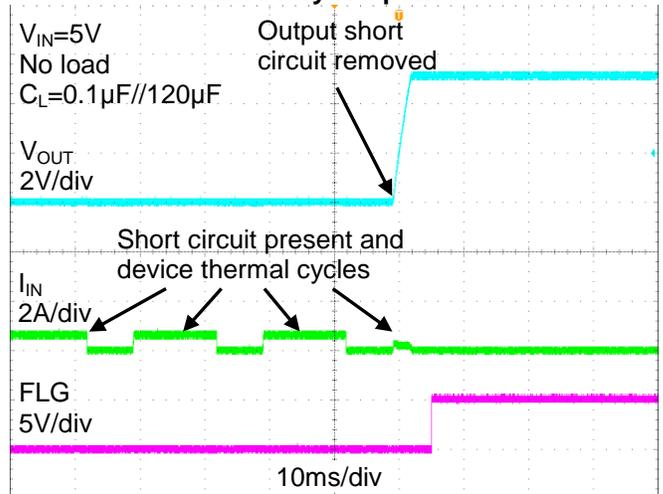 V_IN=5V
No load
C_L=0.1µF//120µF
Output short
circuit removed
T
V_OUT
2V/div
Short circuit present and
device thermal cycles
I_IN
2A/div
FLG
5V/div
10ms/div